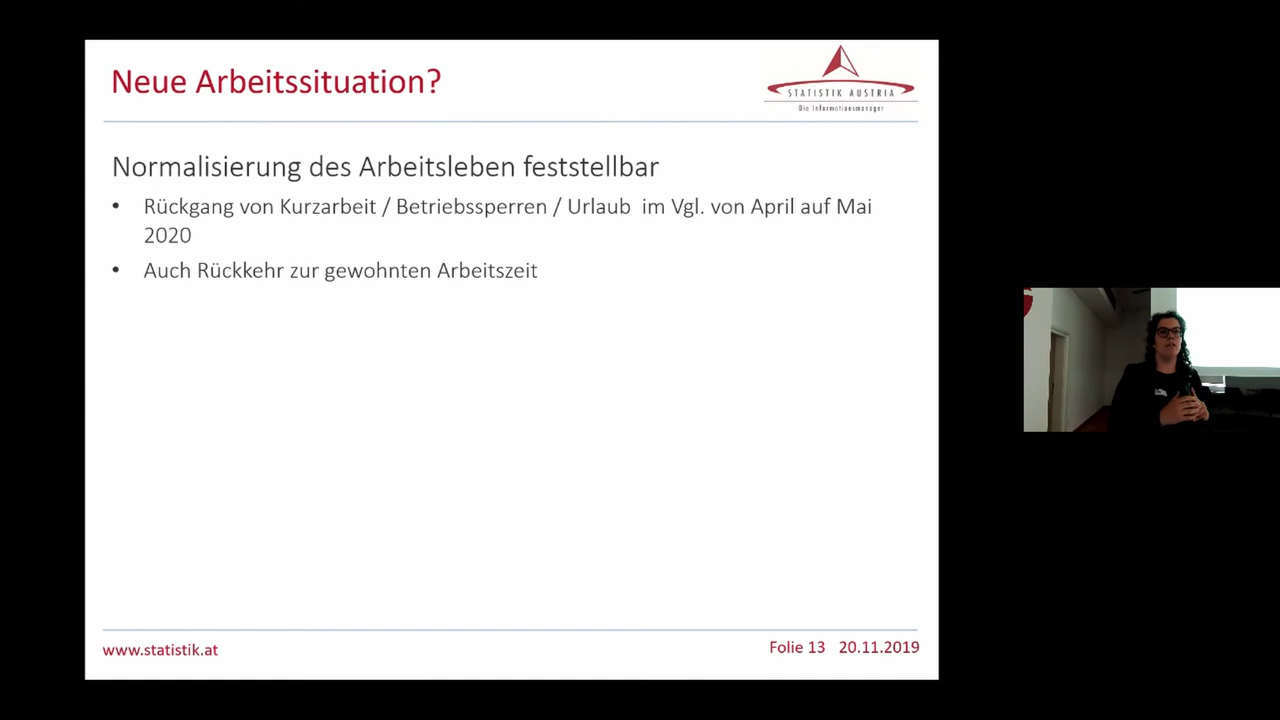 Neue Arbeitssituation?
STATISTIK AUSTRIA
Die Informationsmanager
Normalisierung des Arbeitsleben feststellbar
• Rückgang von Kurzarbeit / Betriebssperren / Urlaub im Vgl. von April auf Mai
2020
• Auch Rückkehr zur gewohnten Arbeitszeit
www.statistik.at
Folie 13 20.11.2019